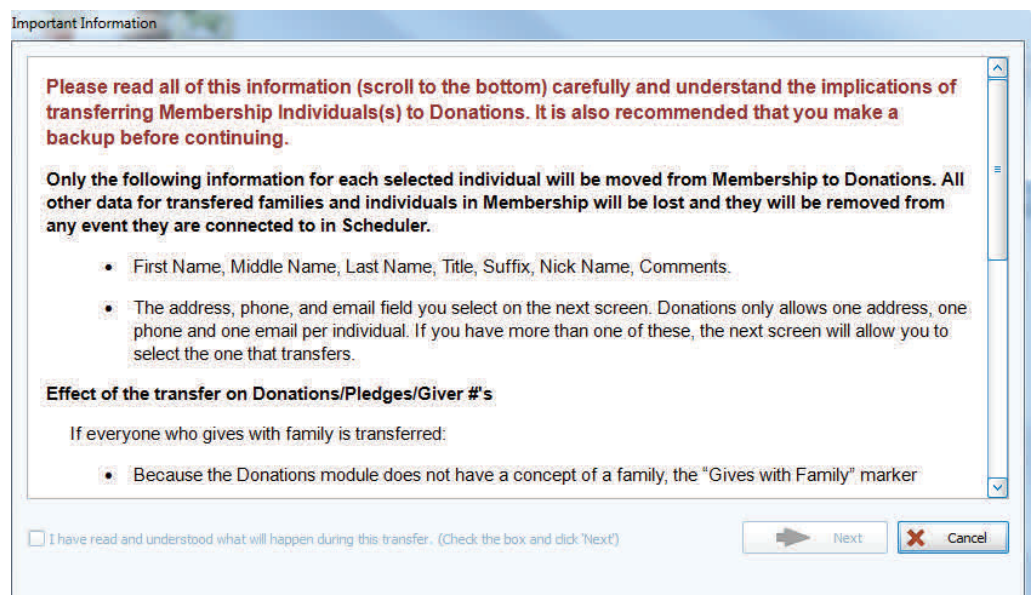 Important Information
Please read all of this information (scroll to the bottom) carefully and understand the implications of
transferring Membership Individuals(s) to Donations. It is also recommended that you make a
backup before continuing.
Only the following information for each selected individual will be moved from Membership to Donations. All
other data for transfered families and individuals in Membership will be lost and they will be removed from
any event they are connected to in Scheduler.
• First Name, Middle Name, Last Name, Title, Suffix, Nick Name, Comments.
• The address, phone, and email field you select on the next screen. Donations only allows one address, one
phone and one email per individual. If you have more than one of these, the next screen will allow you to
select the one that transfers.
Effect of the transfer on Donations/Pledges/Giver #'s
If everyone who gives with family is transferred:
• Because the Donations module does not have a concept of a family, the “Gives with Family” marker
I have read and understood what will happen during this transfer. (Check the box and click 'Next')
Next
Cancel